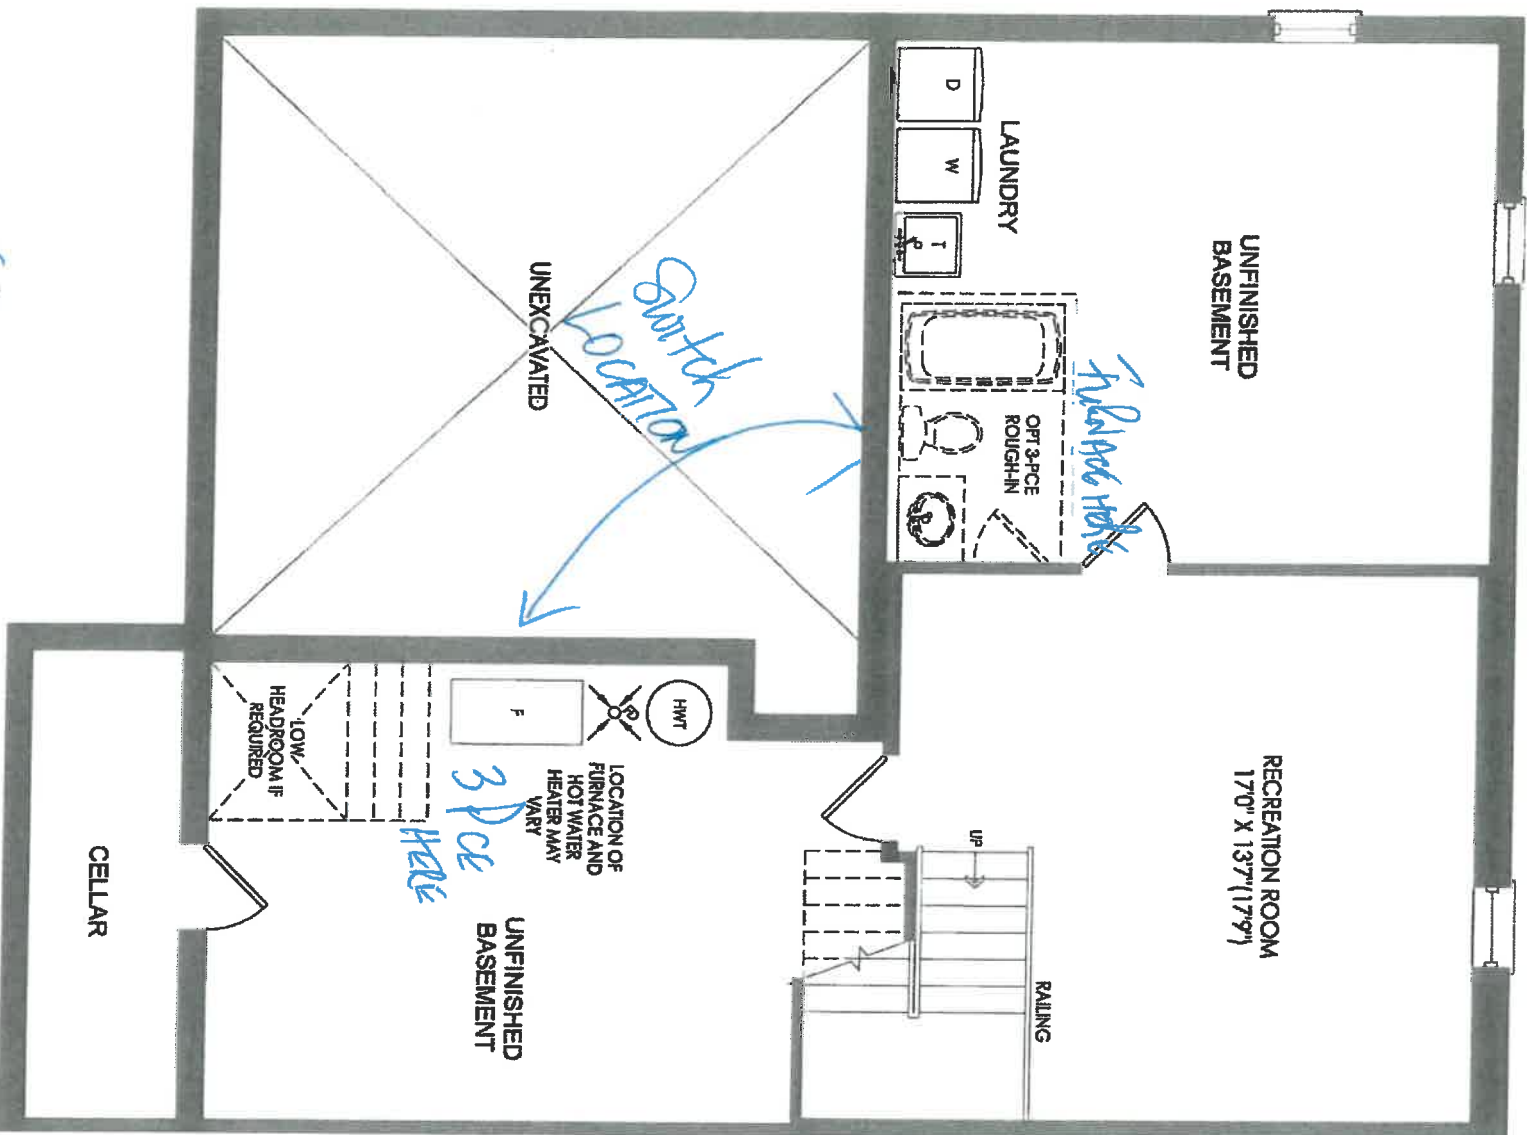 UNFINISHED
BASEMENT
LAUNDRY
D
W
T
OPT 3-PCE
ROUGH-IN
FURNACE HERE
Switch
LOCATION
UNEXCAVATED
RECREATION ROOM
17'0" X 13'7"(17'9")
UP
RAILING
HWT
F
LOCATION OF
FURNACE AND
HOT WATER
HEATER MAY
VARY
3 PCE
HERE
LOW
HEADROOM IF
REQUIRED
UNFINISHED
BASEMENT
CELLAR